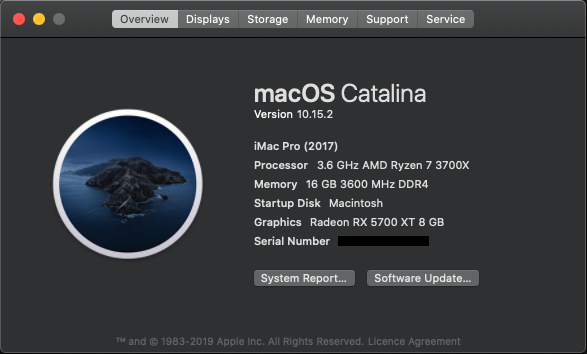 Overview Displays Storage Memory Support Service
macOS Catalina
Version 10.15.2
iMac Pro (2017)
Processor 3.6 GHz AMD Ryzen 7 3700X
Memory 16 GB 3600 MHz DDR4
Startup Disk Macintosh
Graphics Radeon RX 5700 XT 8 GB
Serial Number
System Report... Software Update...
™ and © 1983-2019 Apple Inc. All Rights Reserved. Licence Agreement